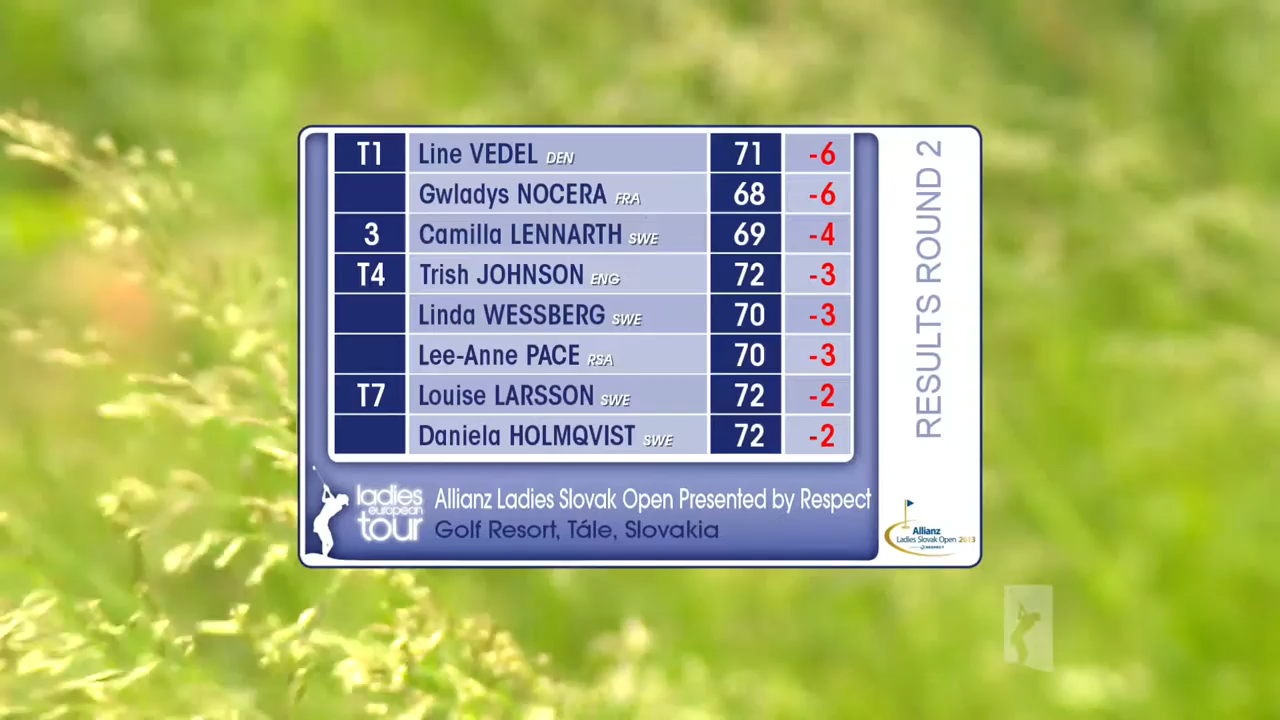 T1 Line VEDEL DEN 71 -6
Gwladys NOCERA FRA 68 -6
3 Camilla LENNARTH SWE 69 -4
T4 Trish JOHNSON ENG 72 -3
Linda WESSBERG SWE 70 -3
Lee-Anne PACE RSA 70 -3
T7 Louise LARSSON SWE 72 -2
Daniela HOLMQVIST SWE 72 -2
RESULTS ROUND 2
ladies
european
tour
Allianz Ladies Slovak Open Presented by Respect
Golf Resort, Tále, Slovakia
Allianz
Ladies Slovak Open 2013